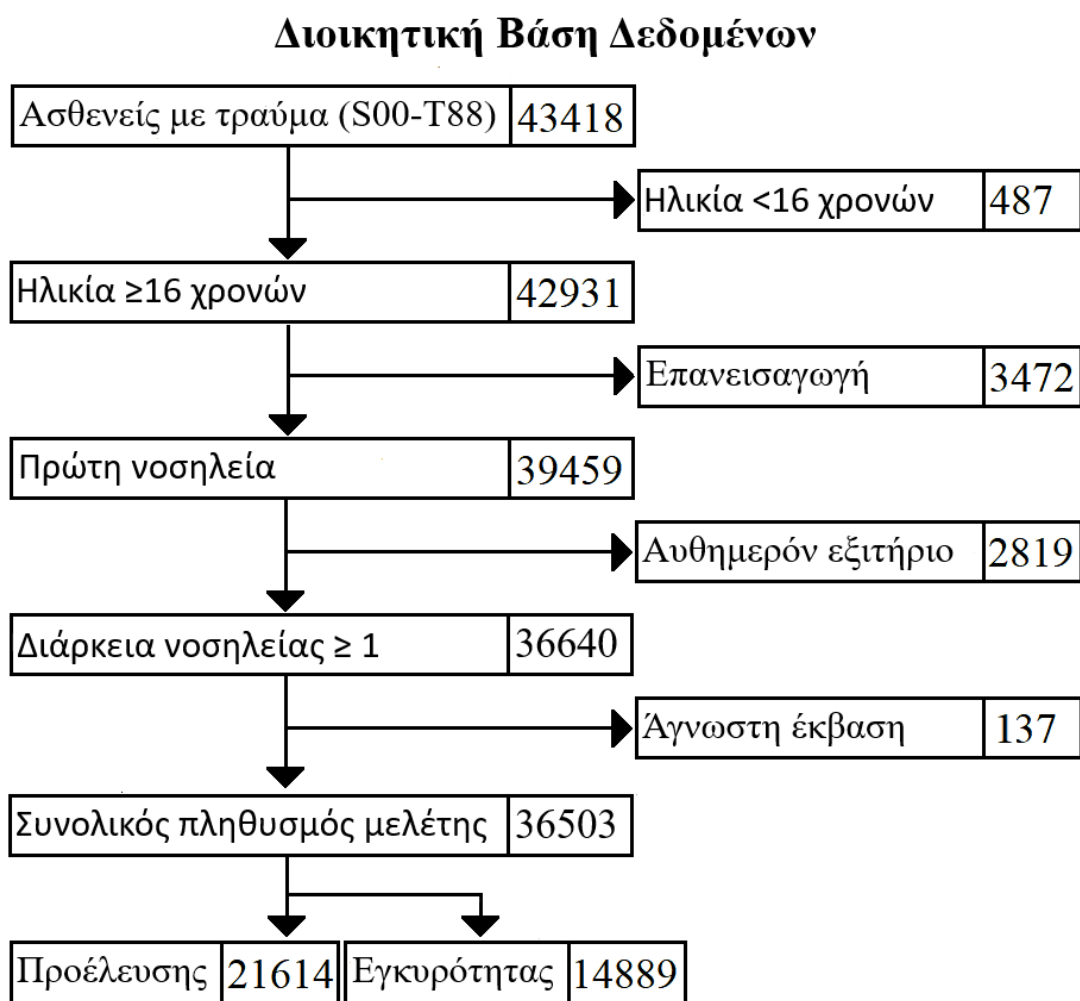 Διοικητική Βάση Δεδομένων
Ασθενείς με τραύμα (S00-T88) 43418
Ηλικία <16 χρονών 487
Ηλικία ≥16 χρονών 42931
Επανεισαγωγή 3472
Πρώτη νοσηλεία 39459
Αυθημερόν εξιτήριο 2819
Διάρκεια νοσηλείας ≥ 1 36640
Άγνωστη έκβαση 137
Συνολικός πληθυσμός μελέτης 36503
Προέλευσης 21614 Εγκυρότητας 14889